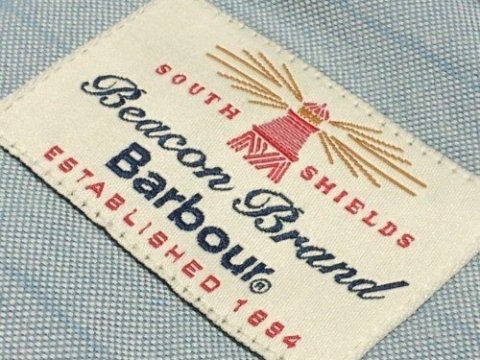 SOUTH SHIELDS
Beacon Brand
Barbour®
ESTABLISHED 1894